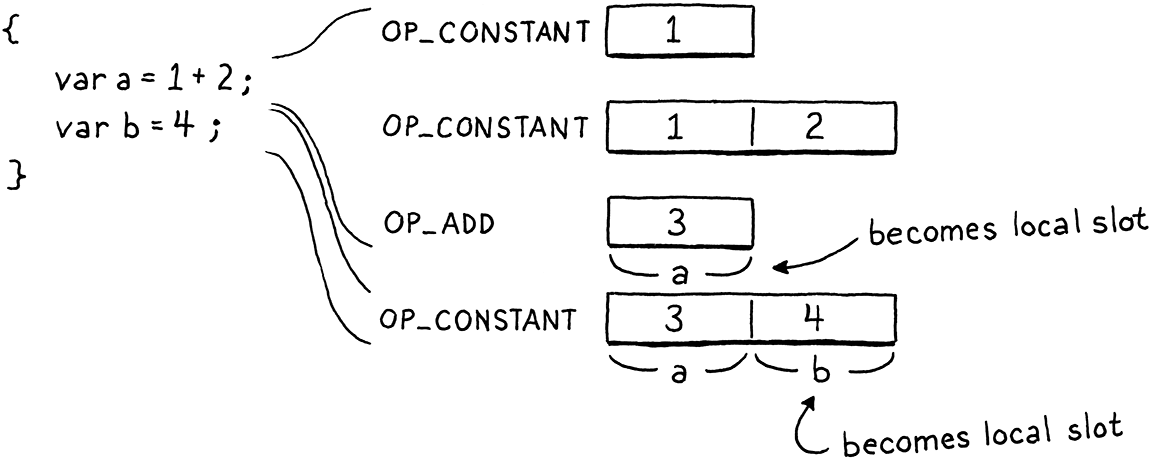 {
var a = 1 + 2 ;
var b = 4 ;
}
OP_CONSTANT 1
OP_CONSTANT 1 2
OP_ADD 3
a
becomes local slot
OP_CONSTANT 3 4
a b
becomes local slot